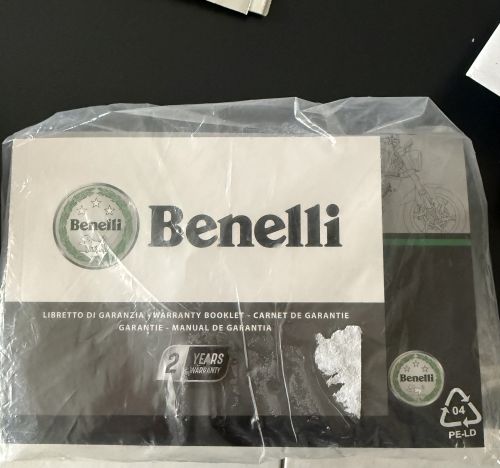 Benelli
Benelli
LIBRETTO DI GARANZIA - WARRANTY BOOKLET - CARNET DE GARANTIE
GARANTIE - MANUAL DE GARANTIA
2 YEARS
WARRANTY
Benelli
04
PE-LD